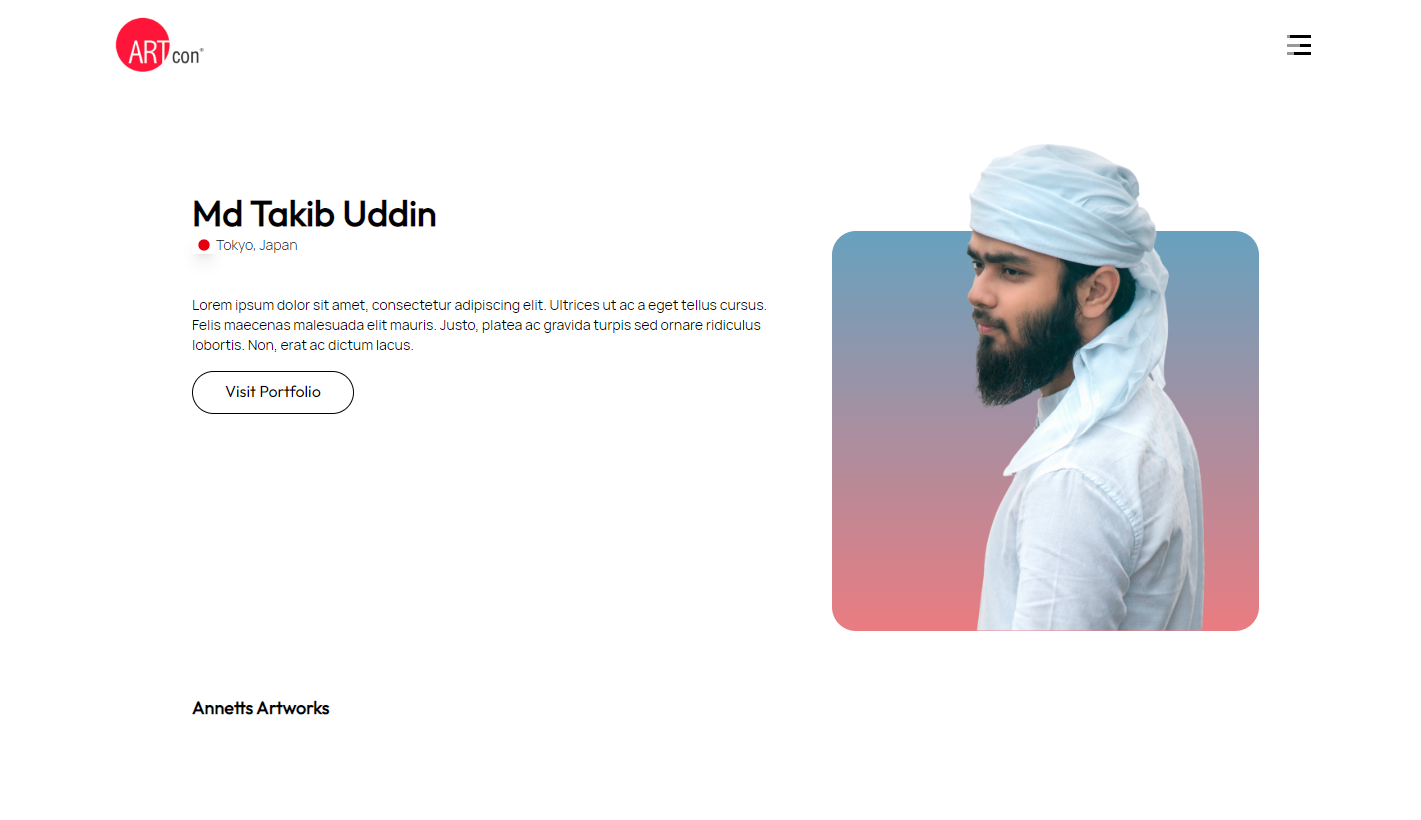 ARTcon®
Md Takib Uddin
Tokyo, Japan
Lorem ipsum dolor sit amet, consectetur adipiscing elit. Ultrices ut ac a eget tellus cursus.
Felis maecenas malesuada elit mauris. Justo, platea ac gravida turpis sed ornare ridiculus
lobortis. Non, erat ac dictum lacus.
Visit Portfolio
Annetts Artworks